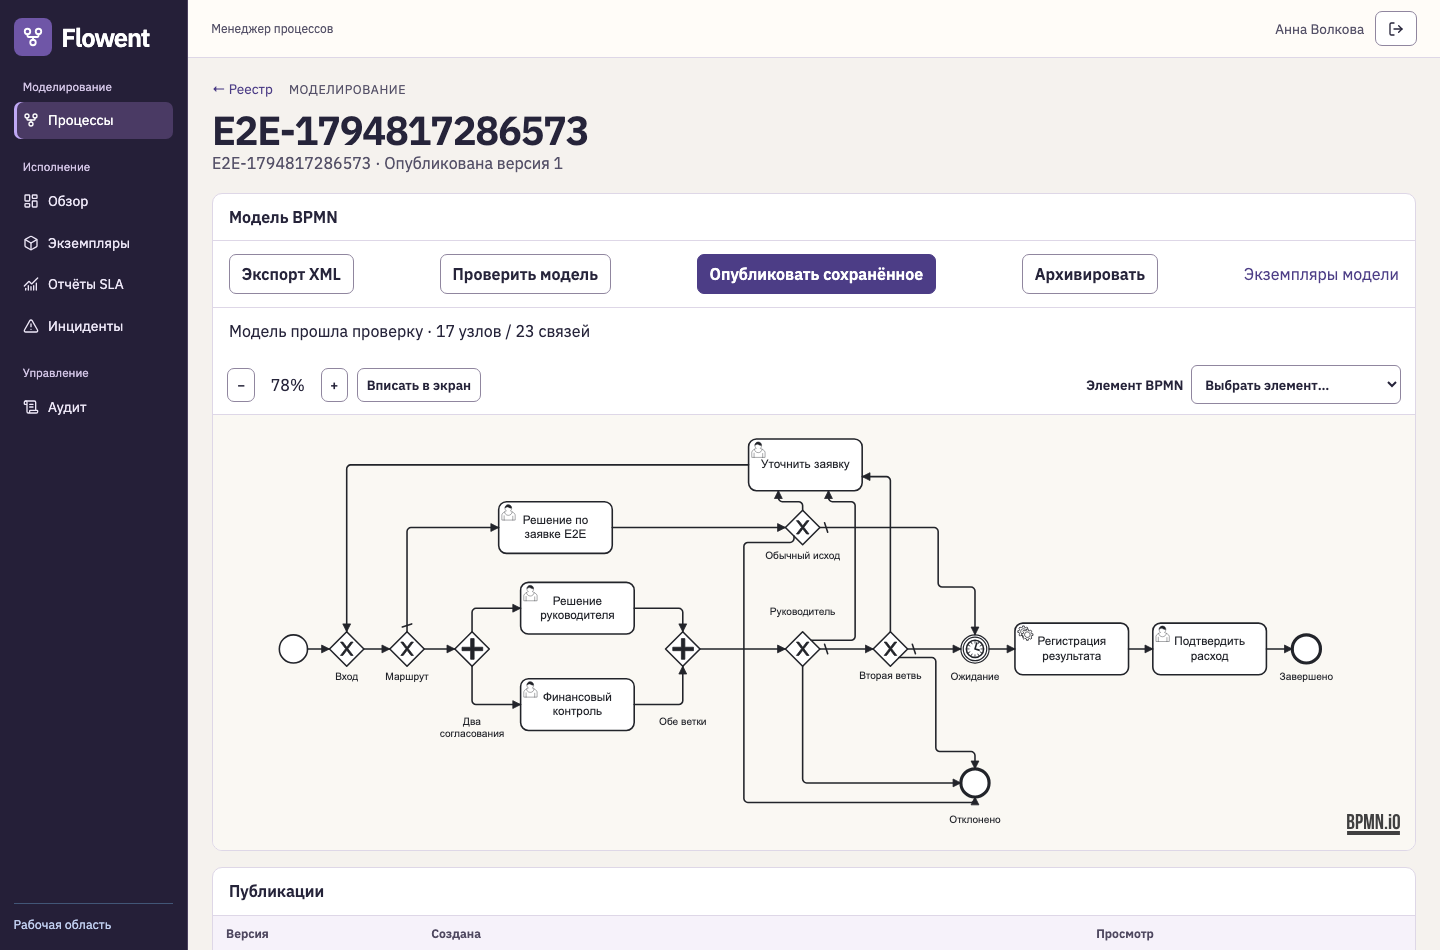 Flowent
Менеджер процессов
Анна Волкова
Моделирование
Процессы
Исполнение
Обзор
Экземпляры
Отчёты SLA
Инциденты
Управление
Аудит
Рабочая область
← Реестр МОДЕЛИРОВАНИЕ
E2E-1794817286573
E2E-1794817286573 · Опубликована версия 1
Модель BPMN
Экспорт XML Проверить модель Опубликовать сохранённое Архивировать Экземпляры модели
Модель прошла проверку · 17 узлов / 23 связей
− 78% + Вписать в экран Элемент BPMN Выбрать элемент...
Уточнить заявку
Решение по
заявке E2E
Обычный исход
Решение
руководителя
Руководитель
Вход
Маршрут
Два
согласования
Финансовый
контроль
Обе ветки
Вторая ветвь
Ожидание
Регистрация
результата
Подтвердить
расход
Завершено
Отклонено
BPMN.iO
Публикации
Версия Создана Просмотр